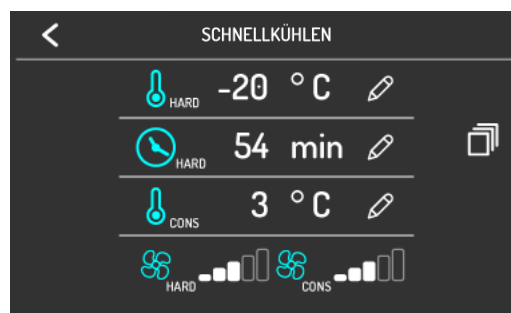 SCHNELLKÜHLEN
HARD -20 °C
HARD 54 min
CONS 3 °C
HARD CONS